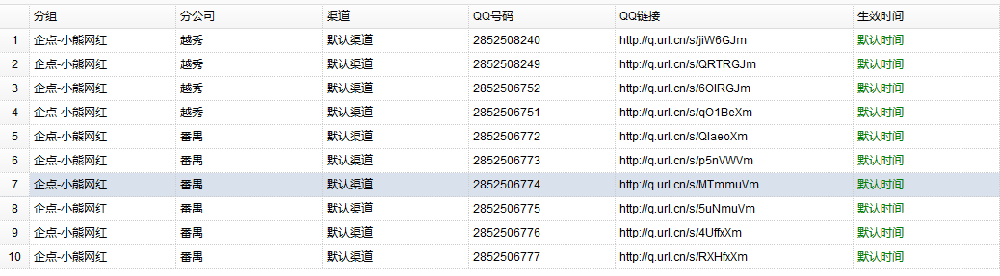 分组 分公司 渠道 QQ号码 QQ链接 生效时间
1 企点-小熊网红 越秀 默认渠道 2852508240 http://q.url.cn/s/jiW6GJm 默认时间
2 企点-小熊网红 越秀 默认渠道 2852508249 http://q.url.cn/s/QRTRGJm 默认时间
3 企点-小熊网红 越秀 默认渠道 2852506752 http://q.url.cn/s/6OIRGJm 默认时间
4 企点-小熊网红 越秀 默认渠道 2852506751 http://q.url.cn/s/qO1BeXm 默认时间
5 企点-小熊网红 番禺 默认渠道 2852506772 http://q.url.cn/s/QIaeoXm 默认时间
6 企点-小熊网红 番禺 默认渠道 2852506773 http://q.url.cn/s/p5nVWVm 默认时间
7 企点-小熊网红 番禺 默认渠道 2852506774 http://q.url.cn/s/MTmmuVm 默认时间
8 企点-小熊网红 番禺 默认渠道 2852506775 http://q.url.cn/s/5uNmuVm 默认时间
9 企点-小熊网红 番禺 默认渠道 2852506776 http://q.url.cn/s/4UffxXm 默认时间
10 企点-小熊网红 番禺 默认渠道 2852506777 http://q.url.cn/s/RXHfxXm 默认时间